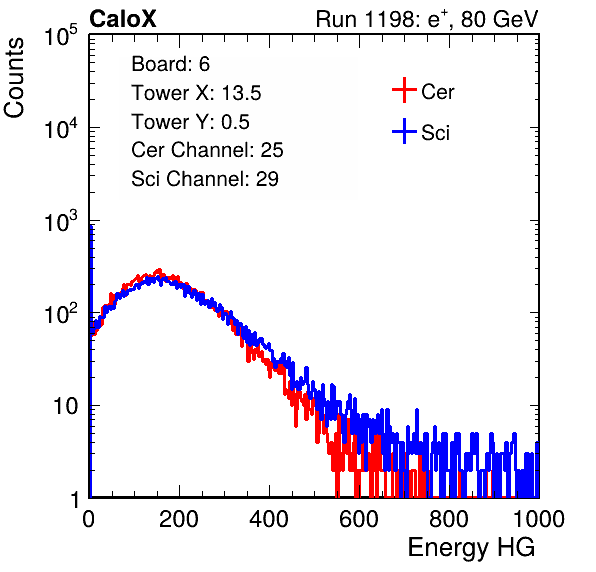 CaloX Run 1198: e⁺, 80 GeV
Counts
10⁵
10⁴
10³
10²
10
1
Board: 6
Tower X: 13.5
Tower Y: 0.5
Cer Channel: 25
Sci Channel: 29
Cer
Sci
0 200 400 600 800 1000
Energy HG